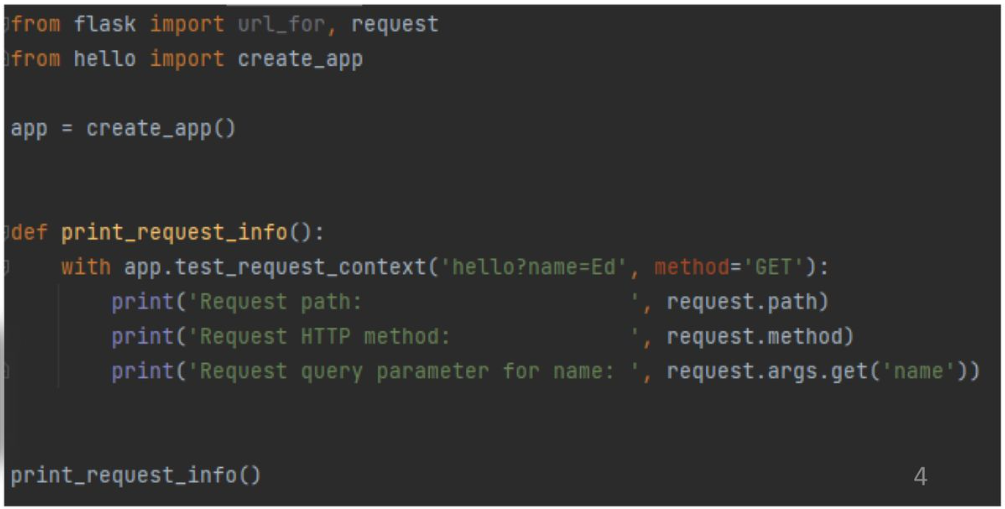 from flask import url_for, request
from hello import create_app
app = create_app()
def print_request_info():
    with app.test_request_context('hello?name=Ed', method='GET'):
        print('Request path:                     ', request.path)
        print('Request HTTP method:              ', request.method)
        print('Request query parameter for name: ', request.args.get('name'))
print_request_info()
4